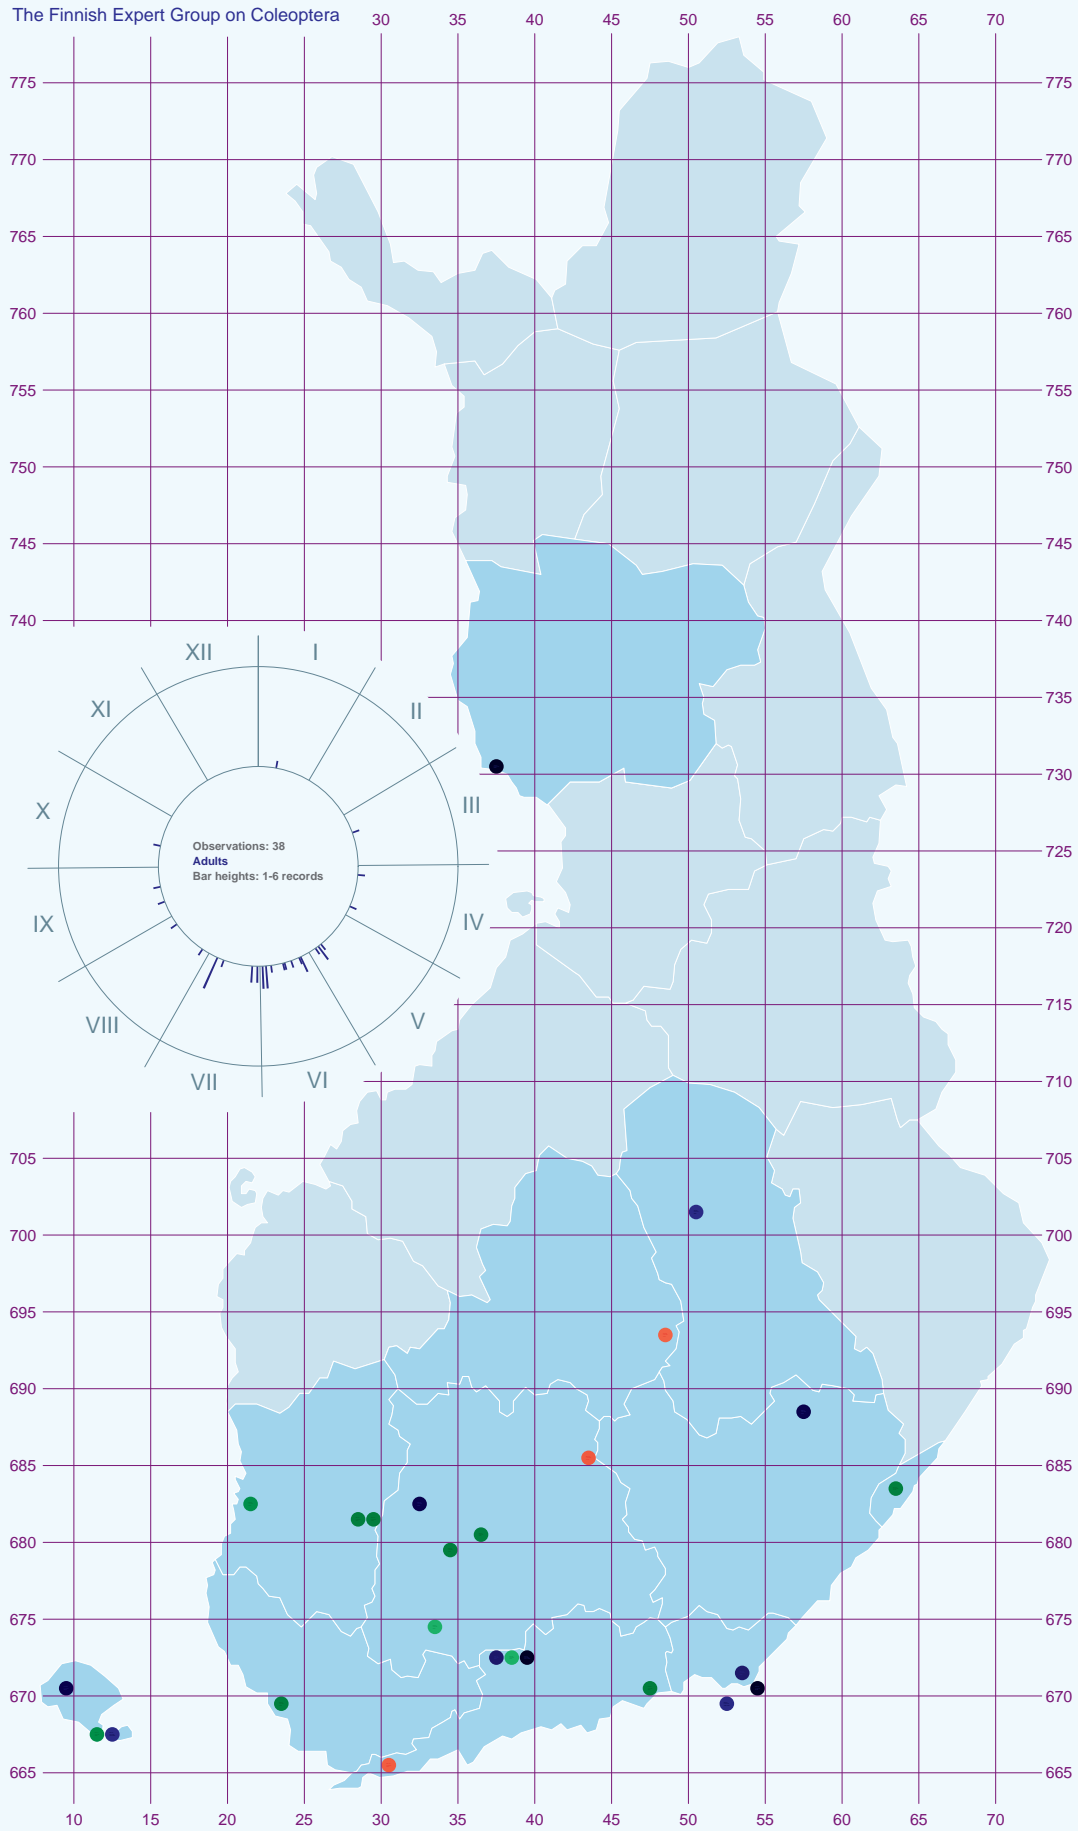 The Finnish Expert Group on Coleoptera
30 35 40 45 50 55 60 65 70
775 775
770 770
765 765
760 760
755 755
750 750
745 745
740 740
XII I
XI II
735
730
X III
Observations: 38
Adults
Bar heights: 1-6 records
725
IX IV
720
VIII V
715
VII VI
710
705 705
700 700
695 695
690 690
685 685
680 680
675 675
670 670
665 665
10 15 20 25 30 35 40 45 50 55 60 65 70